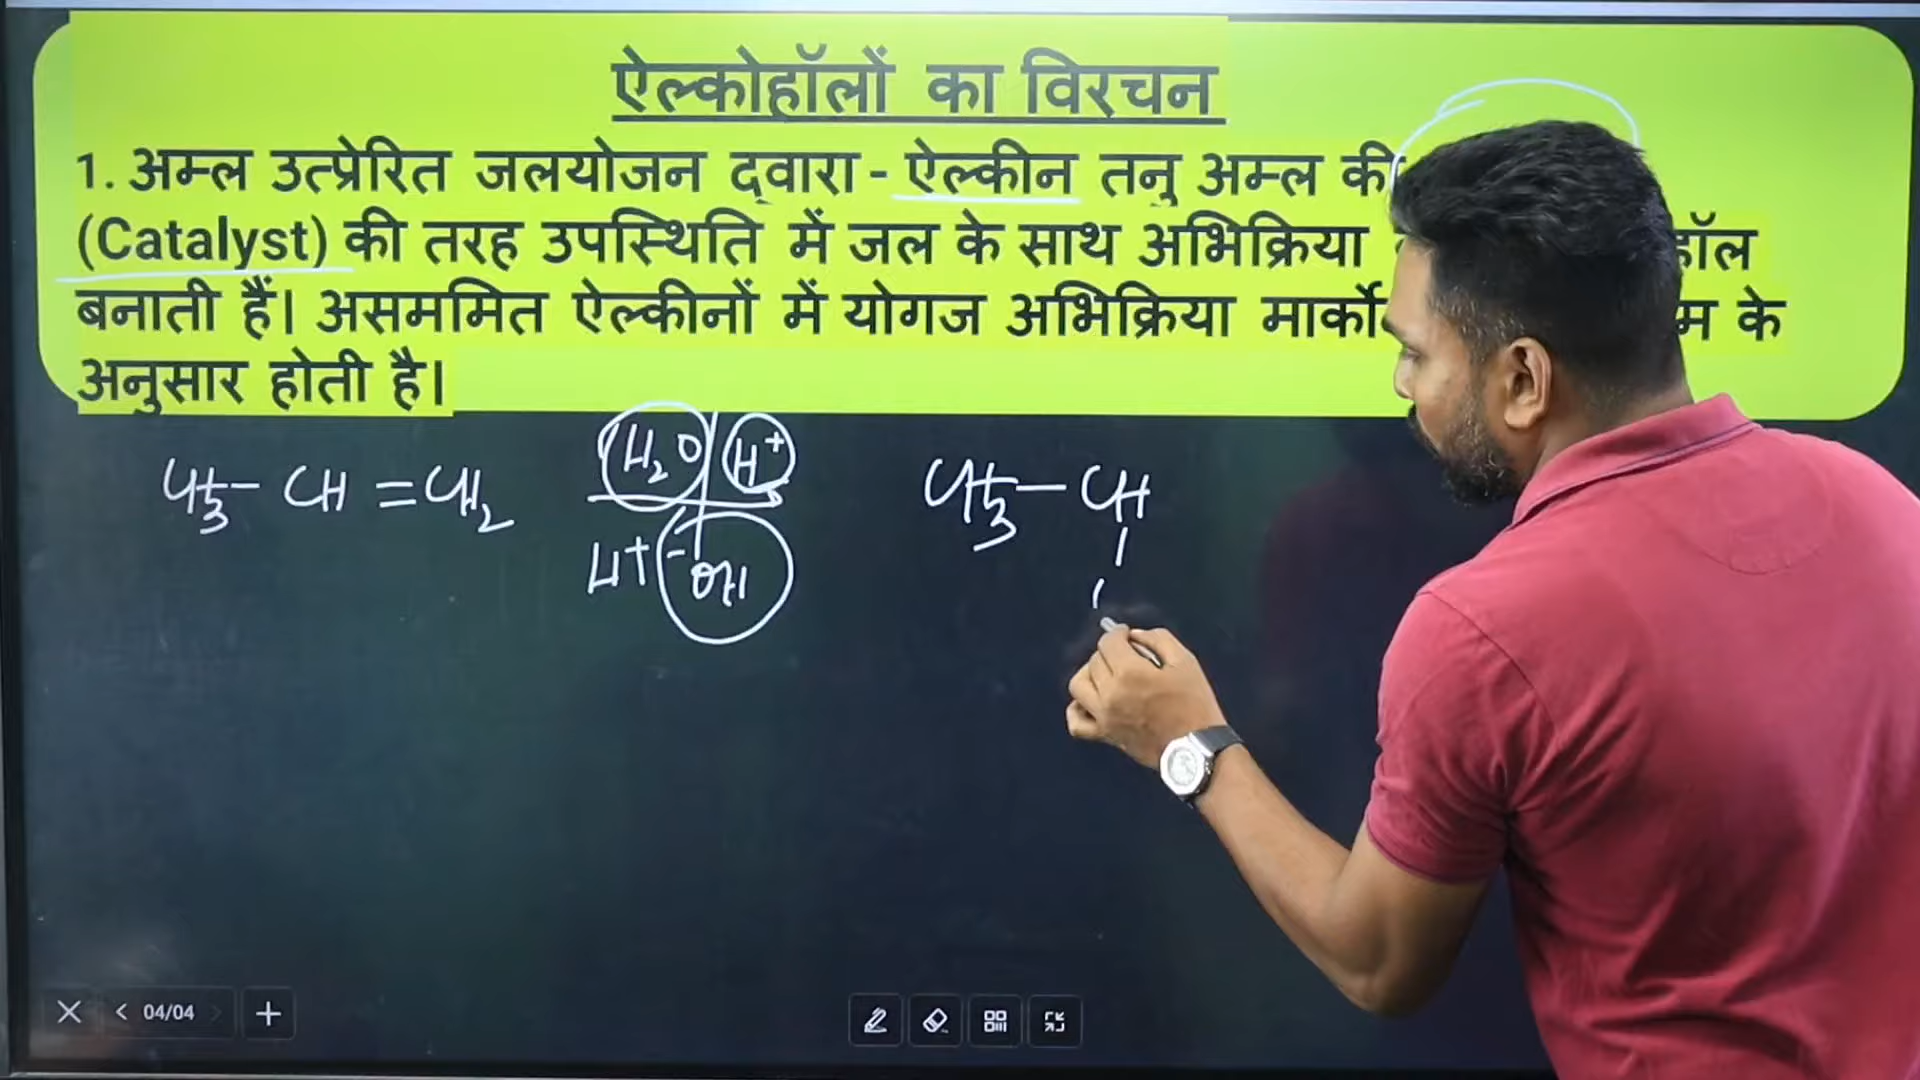 ऐल्कोहॉलों का विरचन
1. अम्ल उत्प्रेरित जलयोजन द्वारा - ऐल्कीन तनु अम्ल की
(Catalyst) की तरह उपस्थिति में जल के साथ अभिक्रिया हॉल
बनाती हैं। असममित ऐल्कीनों में योगज अभिक्रिया मार्को म के
अनुसार होती है।
CH3 - CH = CH2 H2O H+ CH3 - CH
H+ -OH
04/04